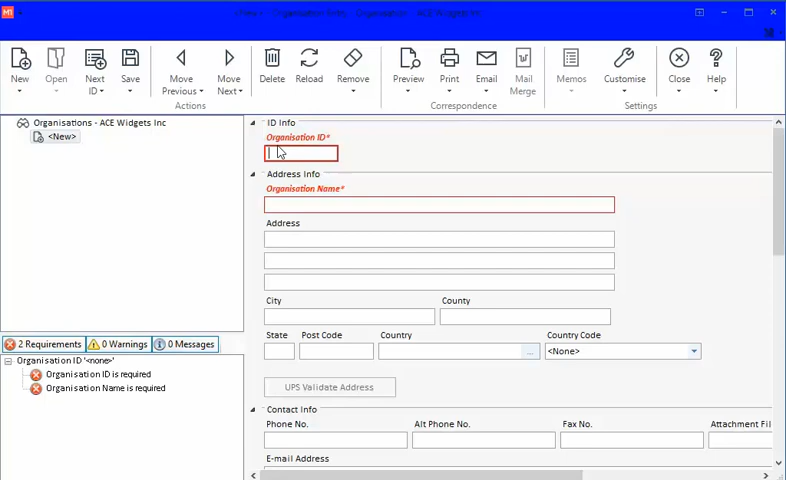 M1
New
Open
Next ID
Save
Move Previous
Move Next
Delete
Reload
Remove
Preview
Print
Email
Mail Merge
Memos
Customise
Close
Help
Actions
Correspondence
Settings
Organisations - ACE Widgets Inc
<New>
ID Info
Organisation ID*
Address Info
Organisation Name*
Address
City
County
State
Post Code
Country
Country Code
...
<None>
UPS Validate Address
Contact Info
Phone No.
Alt Phone No.
Fax No.
Attachment Fil
E-mail Address
2 Requirements
0 Warnings
0 Messages
Organisation ID '<none>'
Organisation ID is required
Organisation Name is required